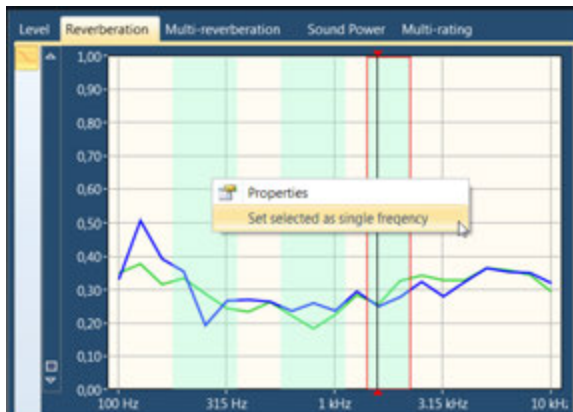 Level Reverberation Multi-reverberation Sound Power Multi-rating
1,00
0,90
0,80
0,70
0,60
Properties
Set selected as single freqency
0,50
0,40
0,30
0,20
0,10
0,00
100 Hz 315 Hz 1 kHz 3.15 kHz 10 kHz